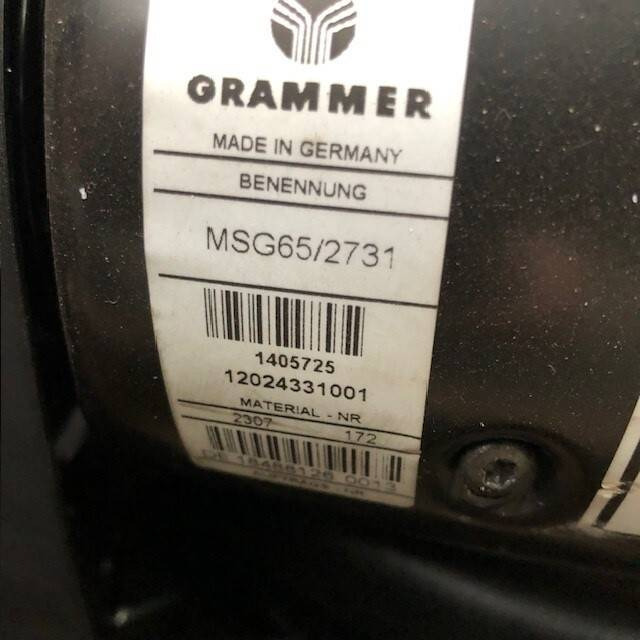 GRAMMER
MADE IN GERMANY
BENENNUNG
MSG65/2731
1405725
12024331001
MATERIAL - NR
2307 172